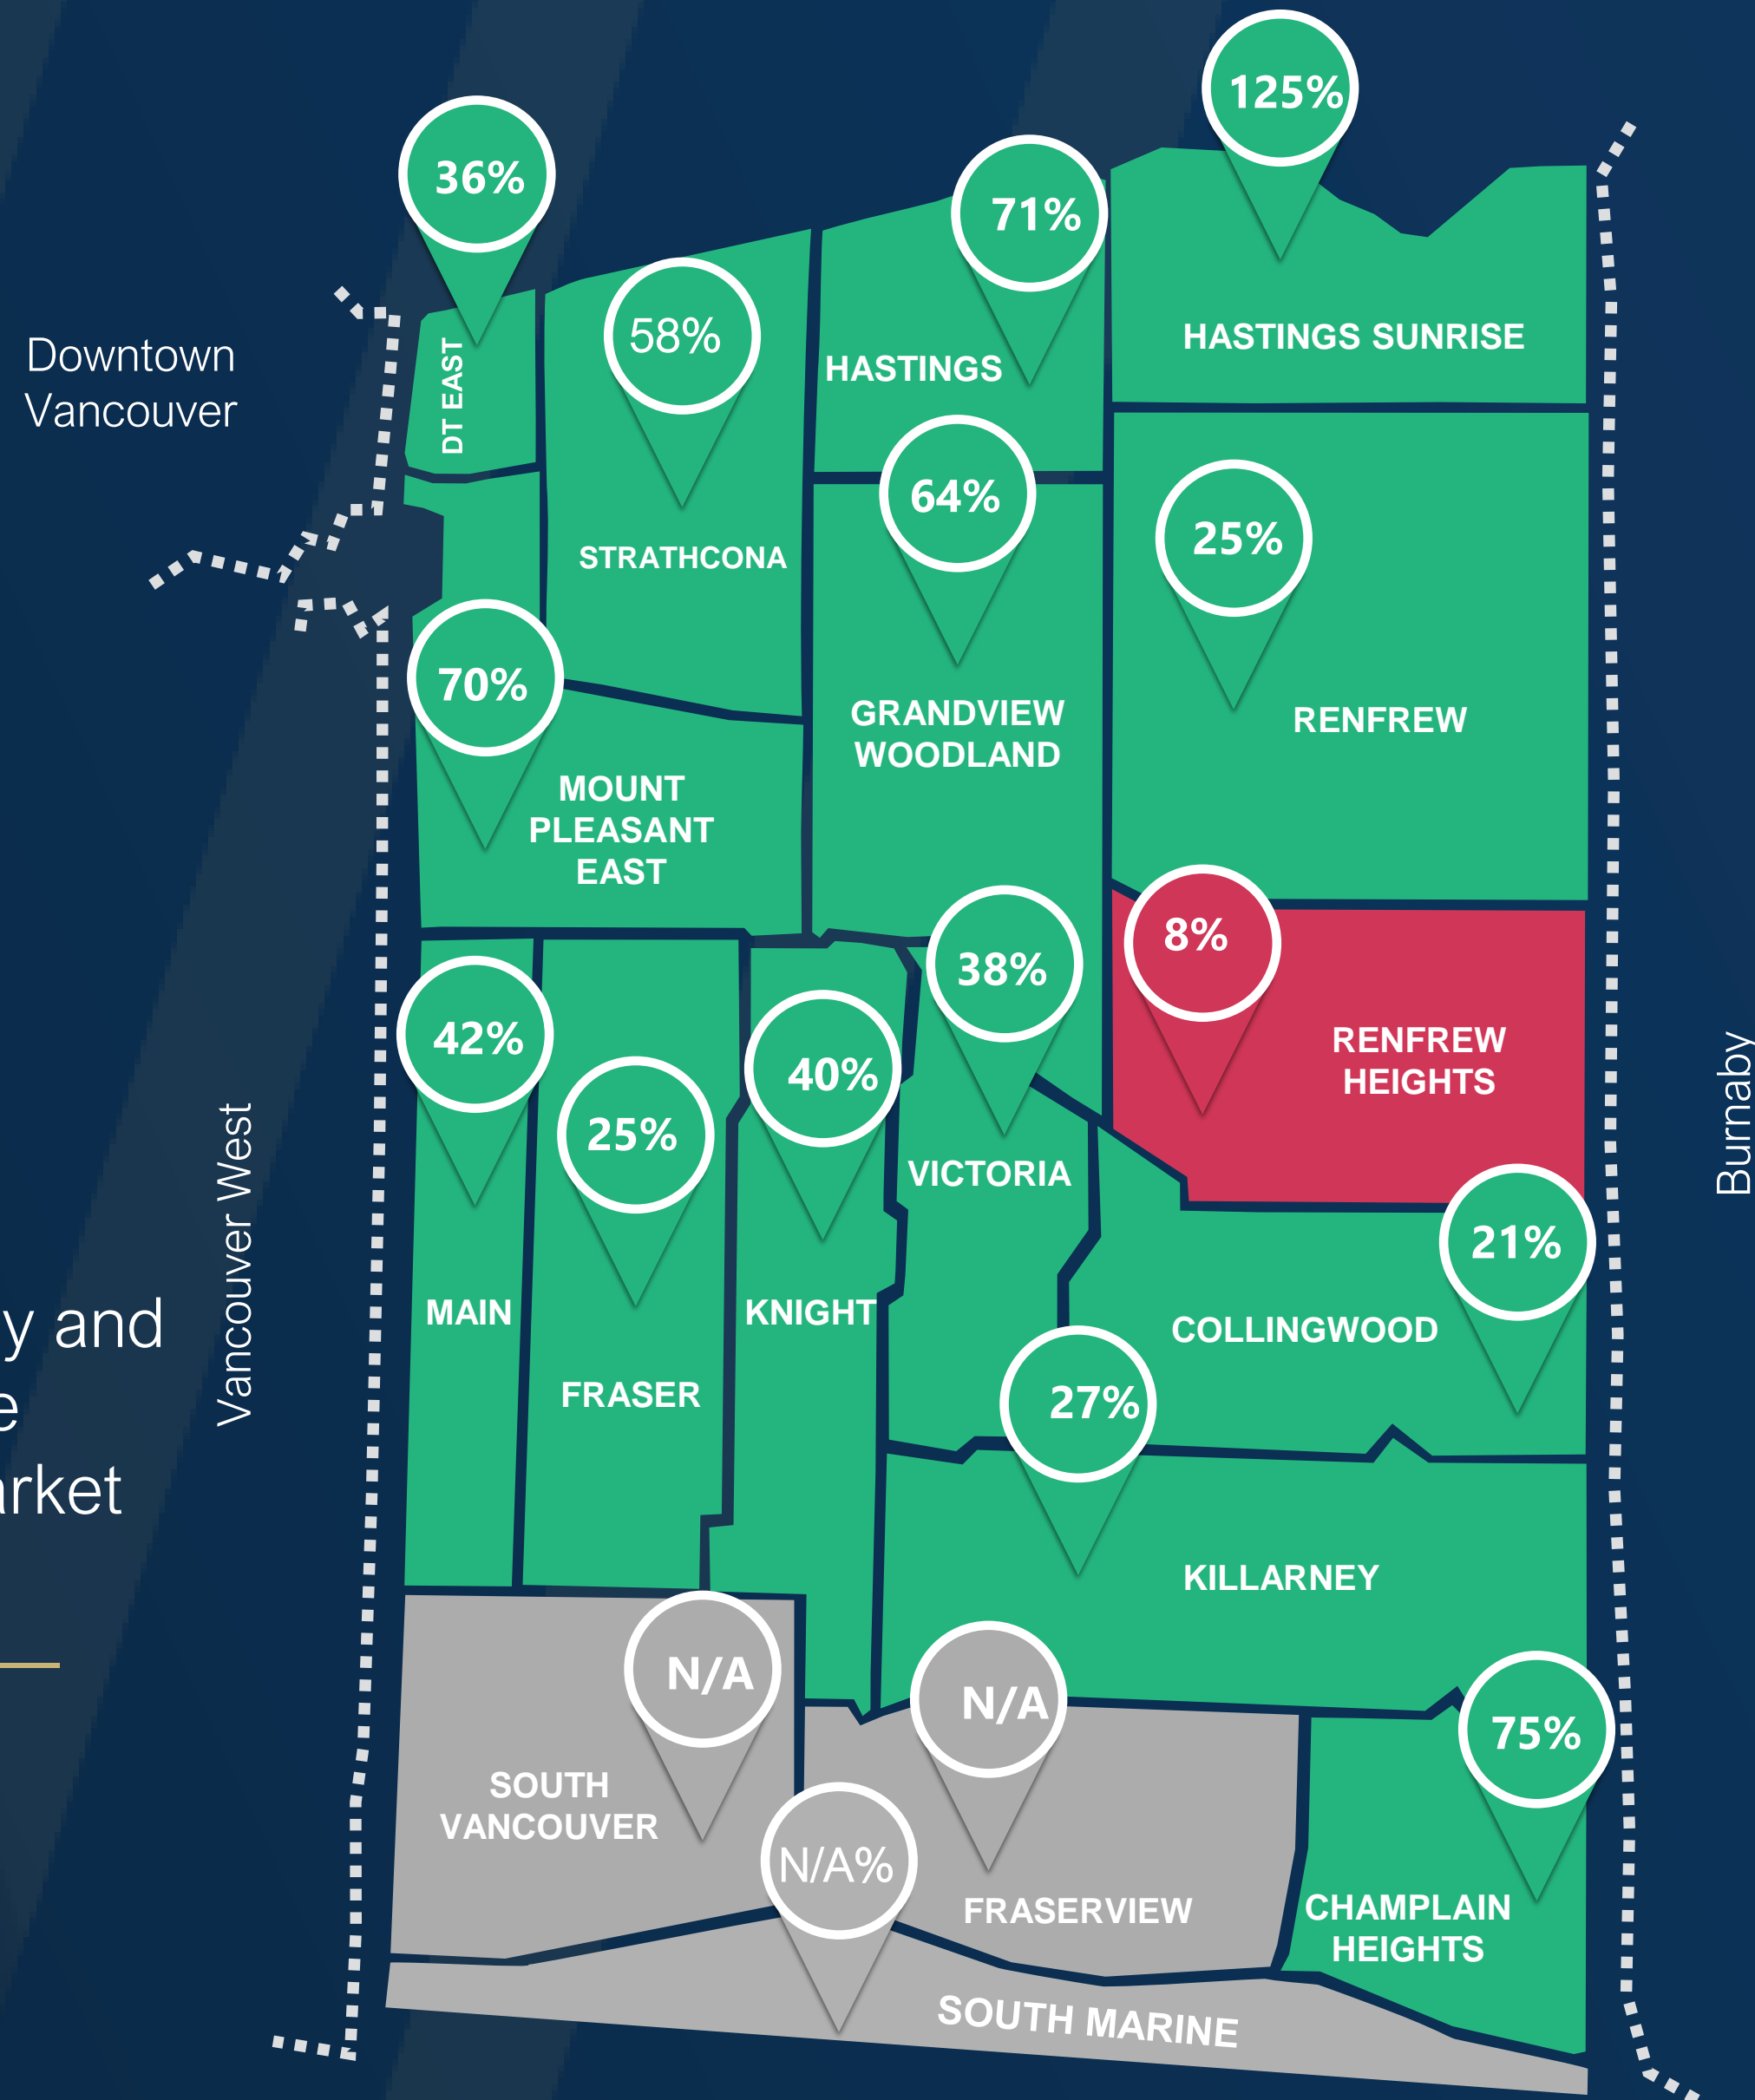 125%
36%
71%
58%
Downtown
Vancouver
DT EAST
HASTINGS
HASTINGS SUNRISE
64%
25%
STRATHCONA
70%
GRANDVIEW
WOODLAND
RENFREW
MOUNT
PLEASANT
EAST
8%
38%
42%
40%
25%
RENFREW
HEIGHTS
VICTORIA
21%
Burnaby
Vancouver West
y and
e
rket
MAIN
KNIGHT
COLLINGWOOD
FRASER
27%
KILLARNEY
N/A
N/A
75%
SOUTH
VANCOUVER
N/A%
FRASERVIEW
CHAMPLAIN
HEIGHTS
SOUTH MARINE